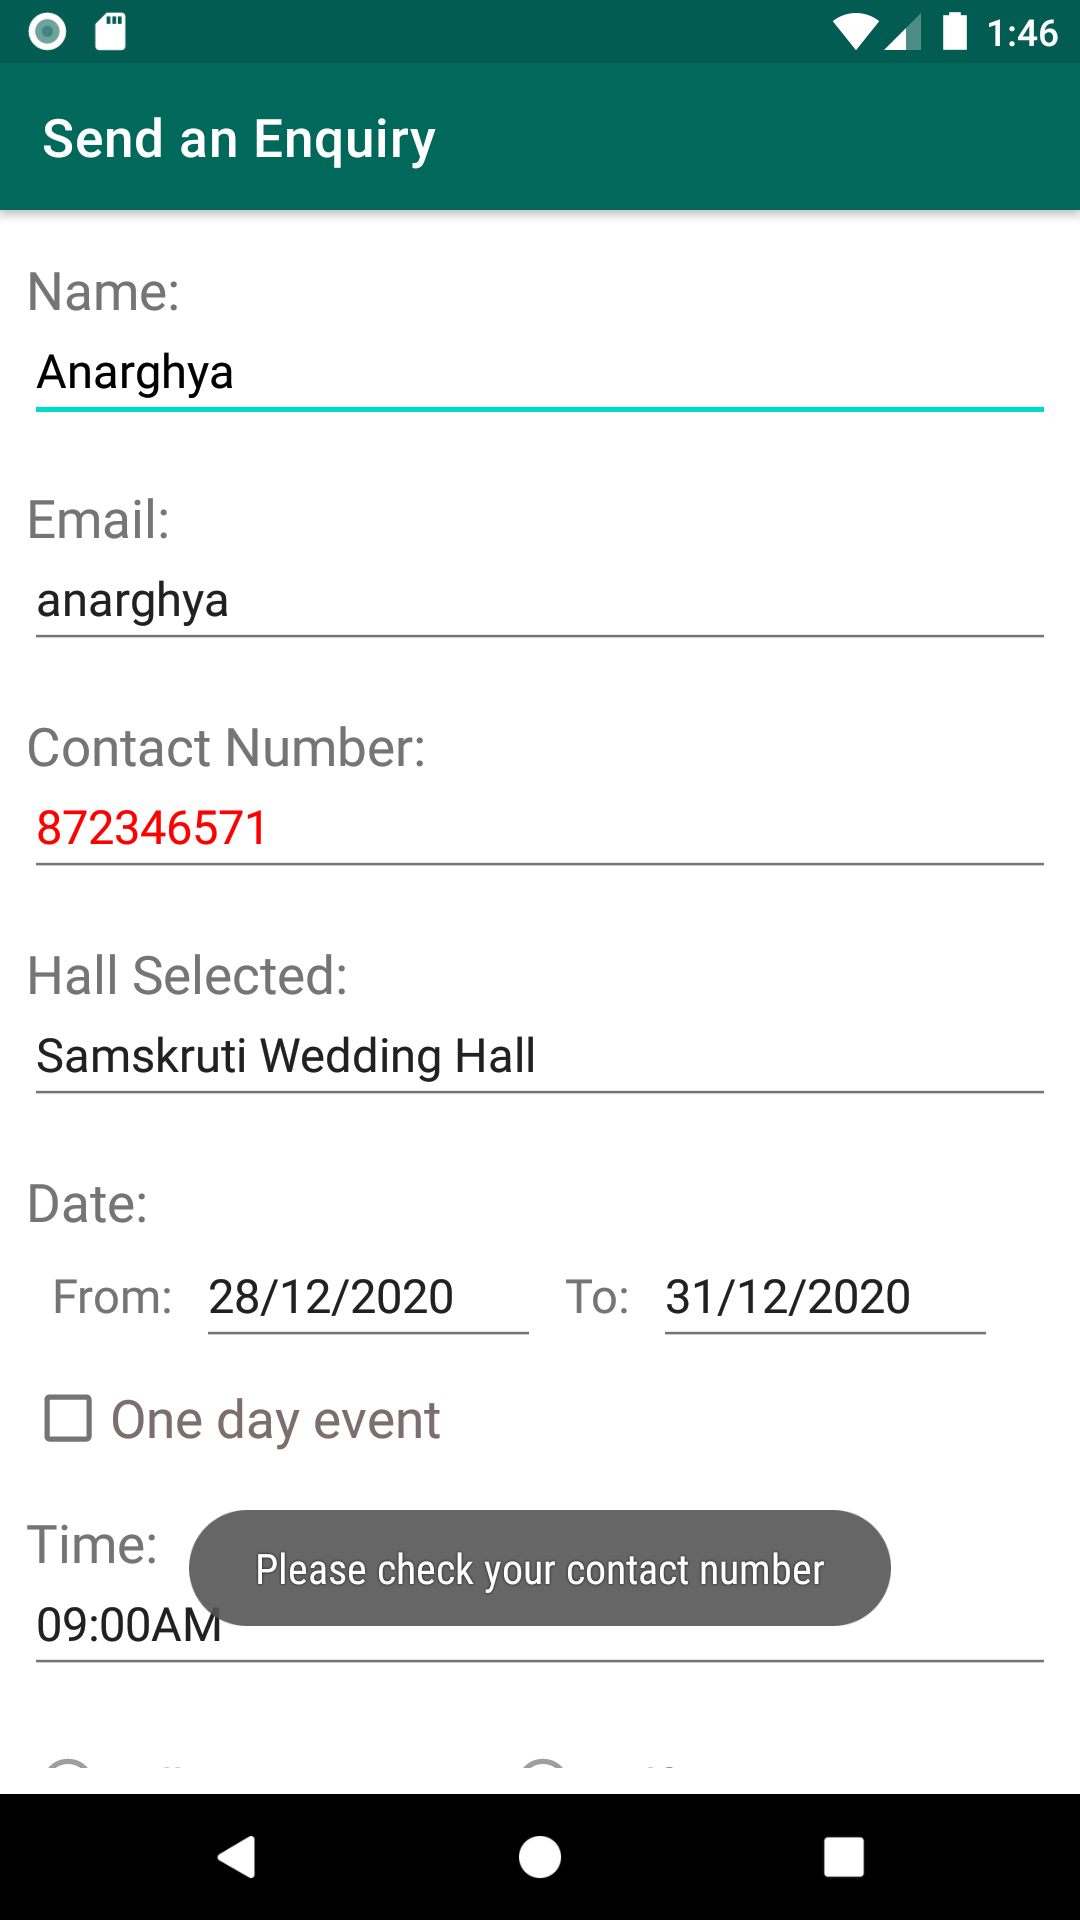 1:46
Send an Enquiry
Name:
Anarghya
Email:
anarghya
Contact Number:
872346571
Hall Selected:
Samskruti Wedding Hall
Date:
From: 28/12/2020 To: 31/12/2020
One day event
Time:
Please check your contact number
09:00AM